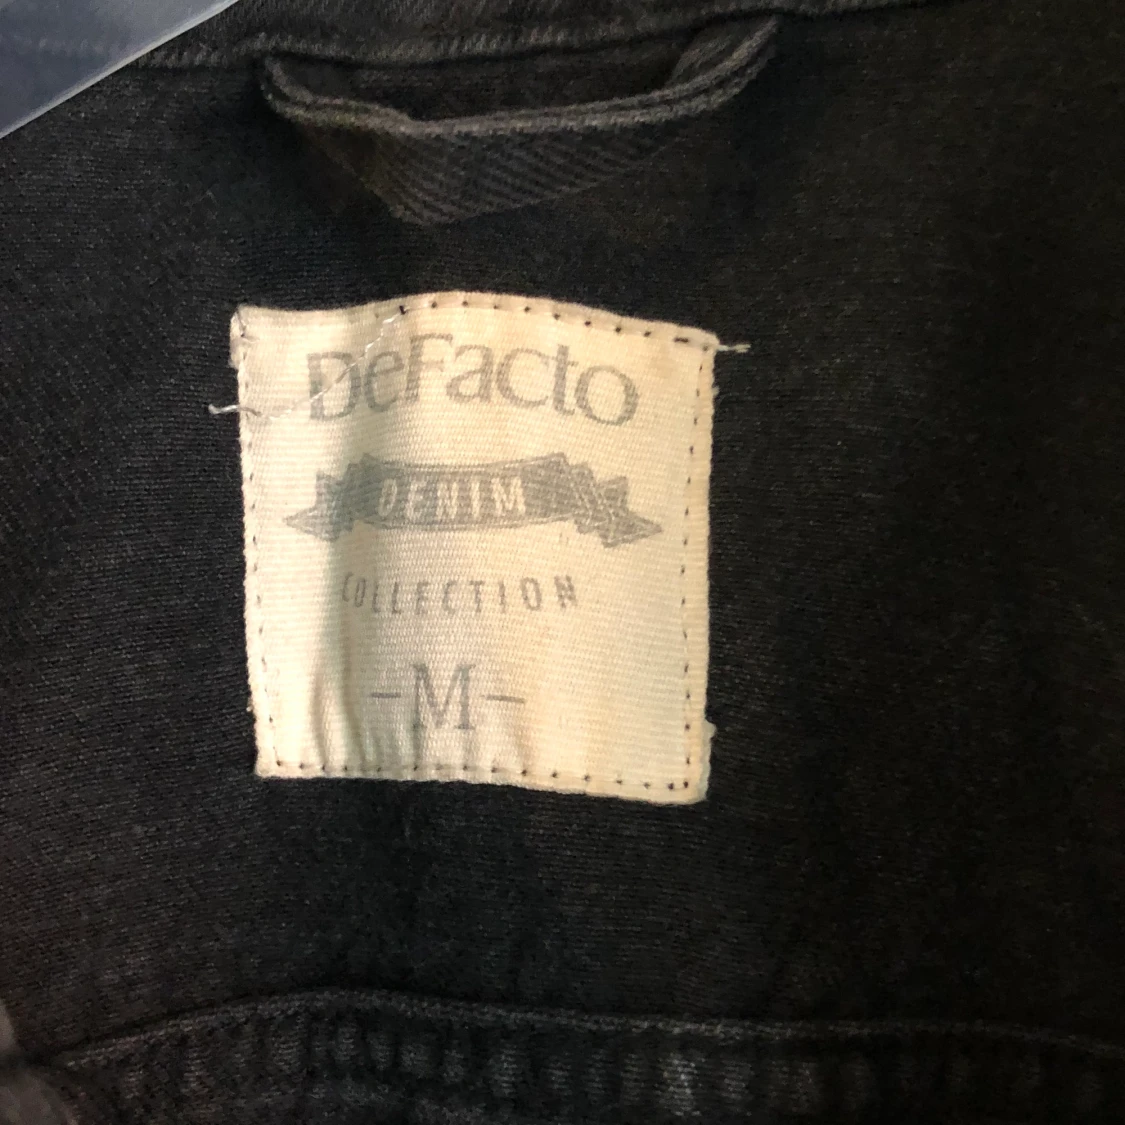 DeFacto
DENIM
COLLECTION
-M-